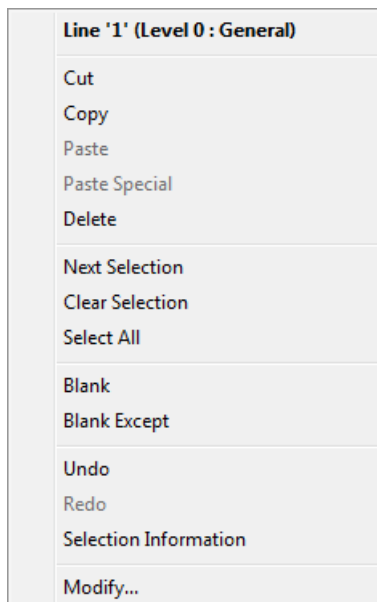 Line '1' (Level 0 : General)
Cut
Copy
Paste
Paste Special
Delete
Next Selection
Clear Selection
Select All
Blank
Blank Except
Undo
Redo
Selection Information
Modify...